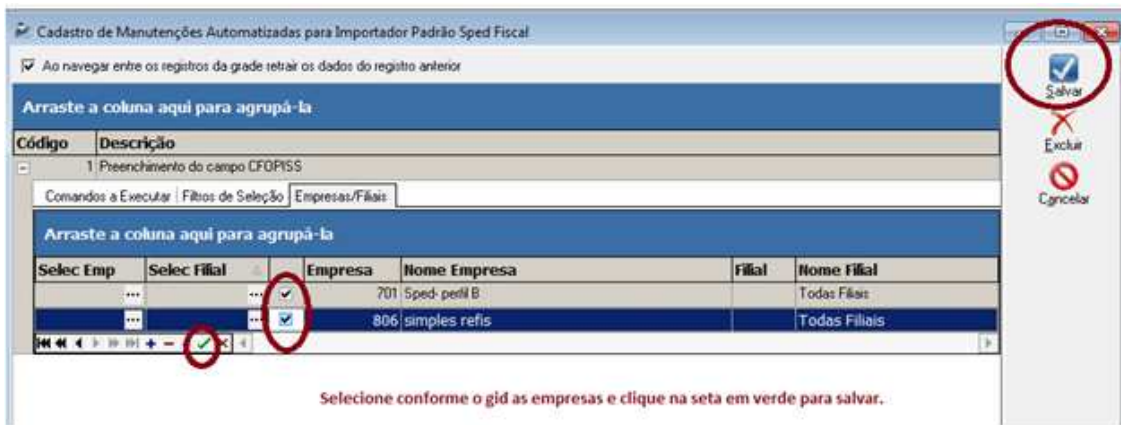 Cadastro de Manutenções Automatizadas para Importador Padrão Sped Fiscal
Ao navegar entre os registros da grade retrair os dados do registro anterior
Salvar
Arraste a coluna aqui para agrupá-la
Código Descrição
Excluir
1 Preenchimento do campo CFOPISS
Comandos a Executar Filtros de Seleção Empresas/Filiais
Cancelar
Arraste a coluna aqui para agrupá-la
Selec Emp Selec Filial Empresa Nome Empresa Filial Nome Filial
... ... 701 Sped- perfil B Todas Filiais
... ... 806 simples refis Todas Filiais
Selecione conforme o gid as empresas e clique na seta em verde para salvar.